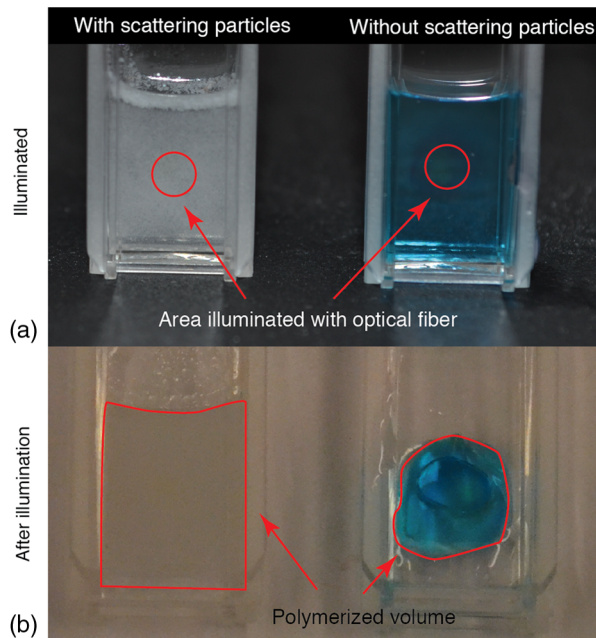 With scattering particles
Without scattering particles
Illuminated
Area illuminated with optical fiber
(a)
After illumination
Polymerized volume
(b)